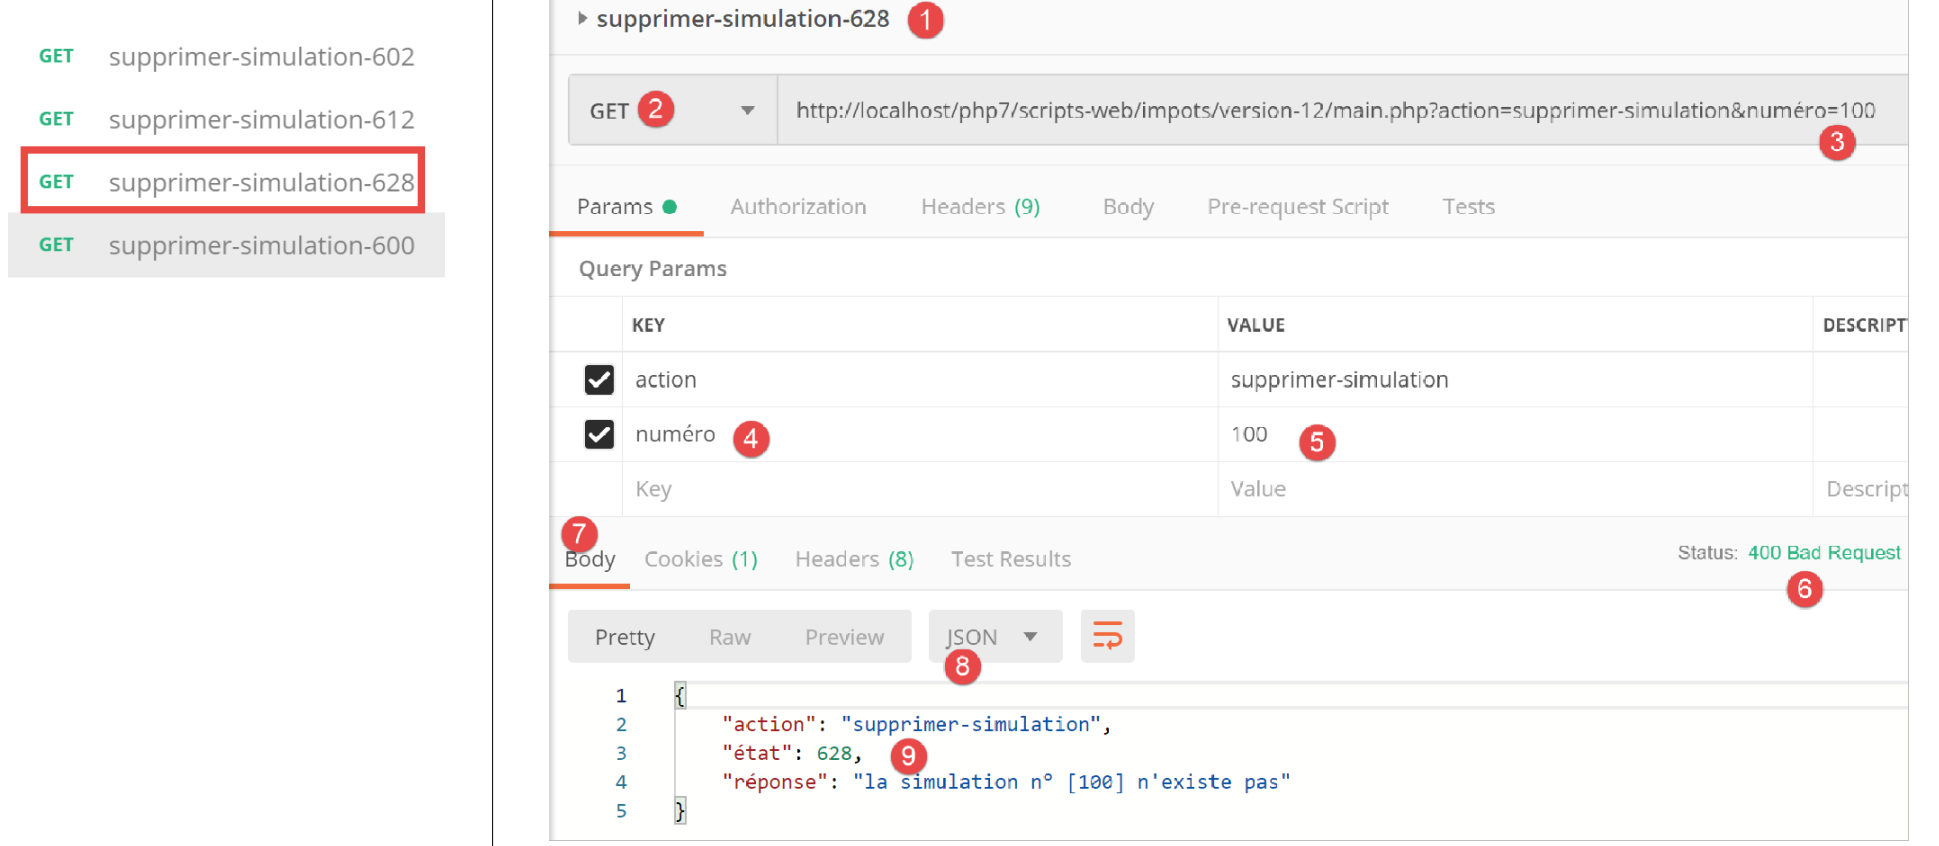 GET supprimer-simulation-602
GET supprimer-simulation-612
GET supprimer-simulation-628
GET supprimer-simulation-600
supprimer-simulation-628 1
GET 2 http://localhost/php7/scripts-web/impots/version-12/main.php?action=supprimer-simulation&numéro=100
3
Params Authorization Headers (9) Body Pre-request Script Tests
Query Params
KEY VALUE DESCRIPT
action supprimer-simulation
numéro 4 100 5
Key Value Descript
7
Body Cookies (1) Headers (8) Test Results Status: 400 Bad Request
6
Pretty Raw Preview JSON
8
1 {
2 "action": "supprimer-simulation",
3 "état": 628, 9
4 "réponse": "la simulation n° [100] n'existe pas"
5 }